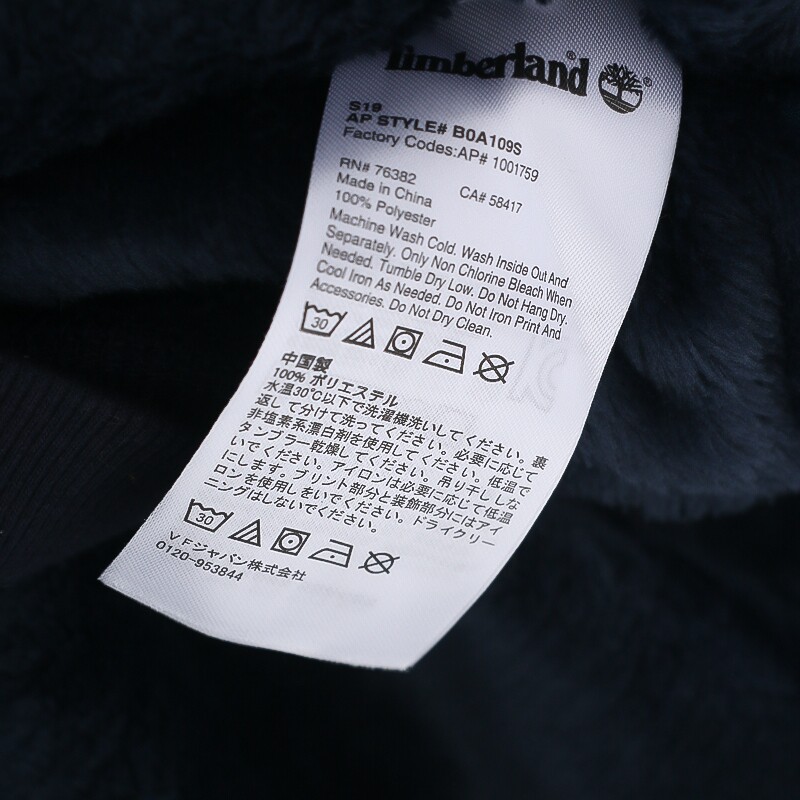 Timberland®
S19
AP STYLE# B0A109S
Factory Codes:AP# 1001759
RN# 76382 CA# 58417
Made in China
100% Polyester
Machine Wash Cold. Wash Inside Out And
Separately. Only Non Chlorine Bleach When
Needed. Tumble Dry Low. Do Not Hang Dry.
Cool Iron As Needed. Do Not Iron Print And
Accessories. Do Not Dry Clean.
30
中国製
100% ポリエステル
水温30℃以下で洗濯機洗いしてください。裏
返して分けて洗ってください。必要に応じて
非塩素系漂白剤を使用してください。低温で
タンブラー乾燥してください。吊り干ししな
いでください。アイロンは必要に応じて低温
にします。プリント部分と装飾部分にはアイ
ロンを使用しをいでください。ドライクリー
ニングはしないでください。
30
VFジャパン株式会社
0120-953844